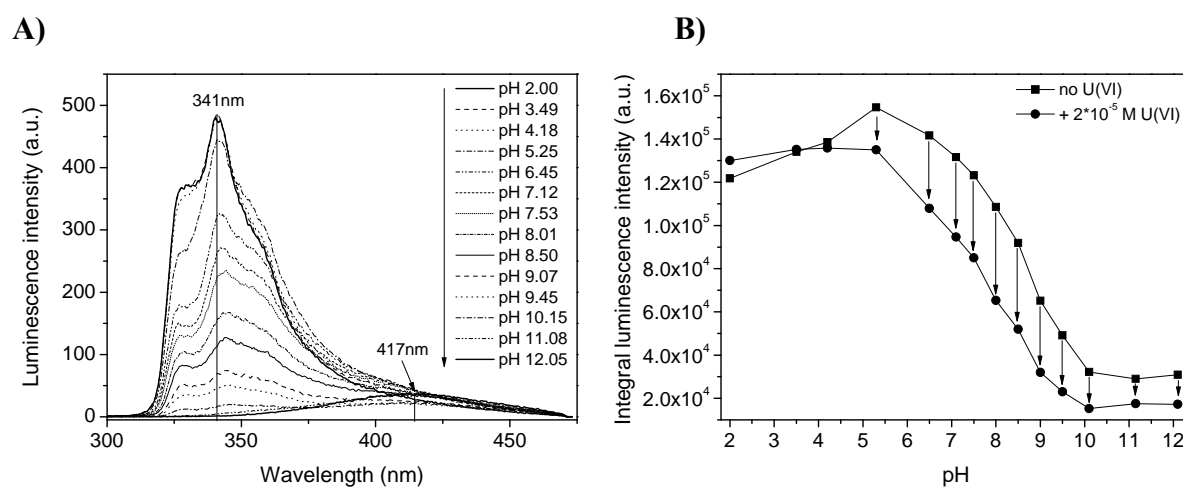 A)
B)
341nm
417nm
pH 2.00
pH 3.49
pH 4.18
pH 5.25
pH 6.45
pH 7.12
pH 7.53
pH 8.01
pH 8.50
pH 9.07
pH 9.45
pH 10.15
pH 11.08
pH 12.05
500
400
300
200
100
0
Luminescence intensity (a.u.)
300
350
400
450
Wavelength (nm)
no U(VI)
+ 2*10⁻⁵ M U(VI)
1.6x10⁵
1.4x10⁵
1.2x10⁵
1.0x10⁵
8.0x10⁴
6.0x10⁴
4.0x10⁴
2.0x10⁴
Integral luminescence intensity (a.u.)
2 3 4 5 6 7 8 9 10 11 12
pH